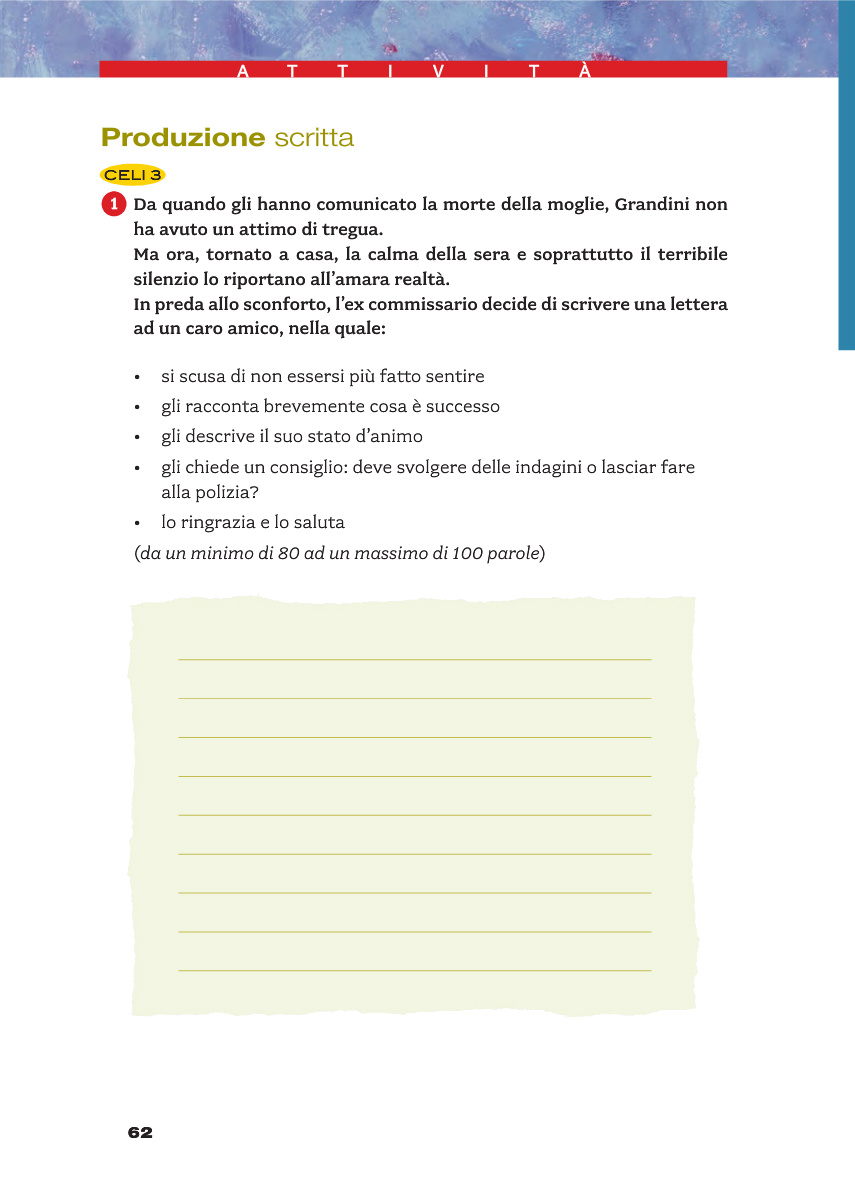 A T T I V I T À
Produzione scritta
CELI 3
1 Da quando gli hanno comunicato la morte della moglie, Grandini non
ha avuto un attimo di tregua.
Ma ora, tornato a casa, la calma della sera e soprattutto il terribile
silenzio lo riportano all’amara realtà.
In preda allo sconforto, l’ex commissario decide di scrivere una lettera
ad un caro amico, nella quale:
• si scusa di non essersi più fatto sentire
• gli racconta brevemente cosa è successo
• gli descrive il suo stato d’animo
• gli chiede un consiglio: deve svolgere delle indagini o lasciar fare
alla polizia?
• lo ringrazia e lo saluta
(da un minimo di 80 ad un massimo di 100 parole)
62